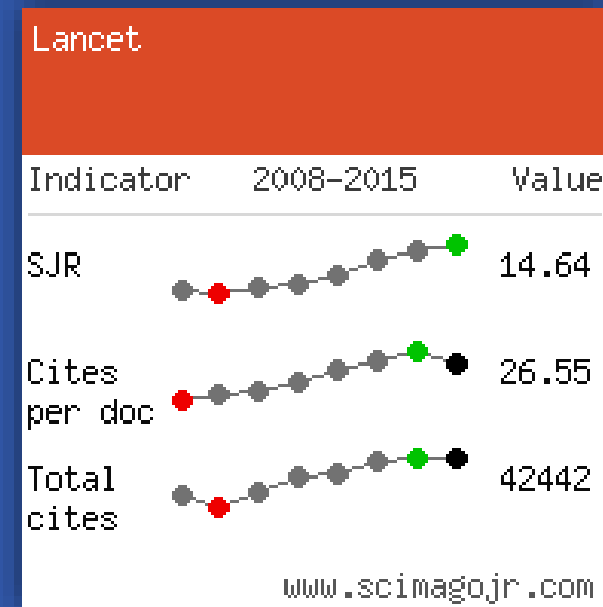 Lancet
Indicator 2008-2015 Value
SJR 14.64
Cites per doc 26.55
Total cites 42442
www.scimagojr.com